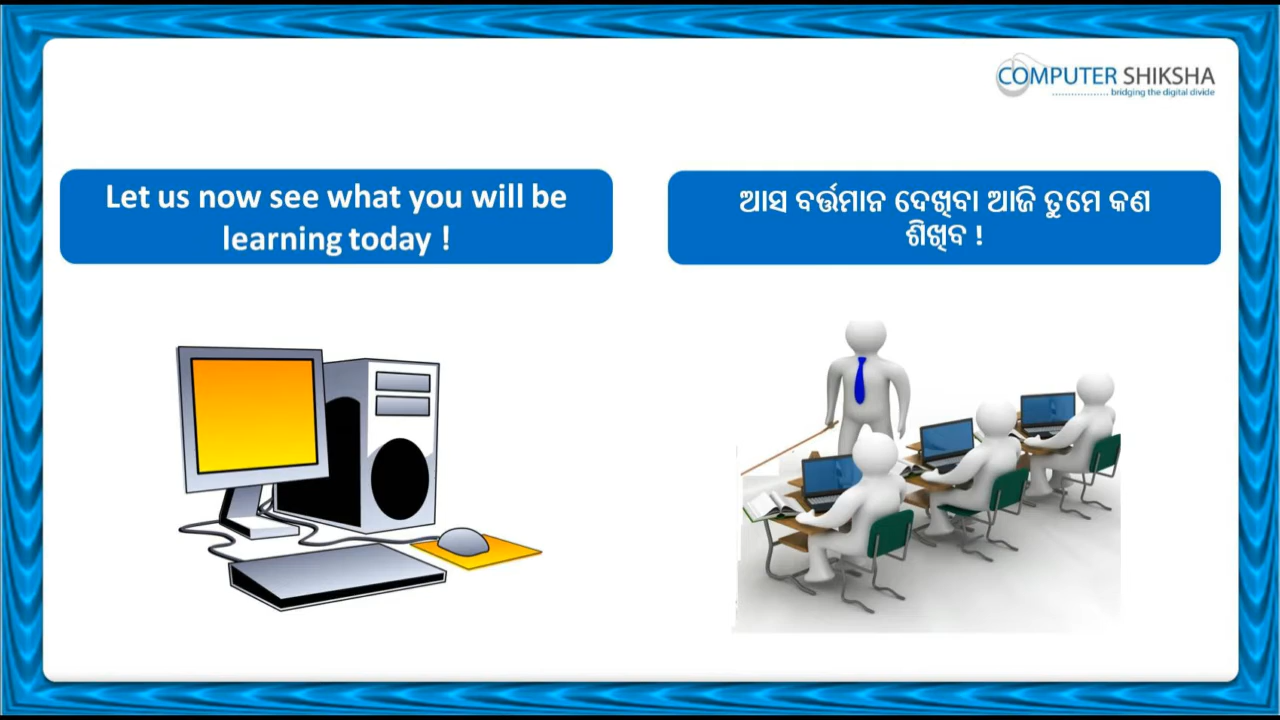 COMPUTER SHIKSHA
bridging the digital divide
Let us now see what you will be
learning today !
ଆସ ବର୍ତ୍ତମାନ ଦେଖିବା ଆଜି ତୁମେ କଣ
ଶିଖିବ !